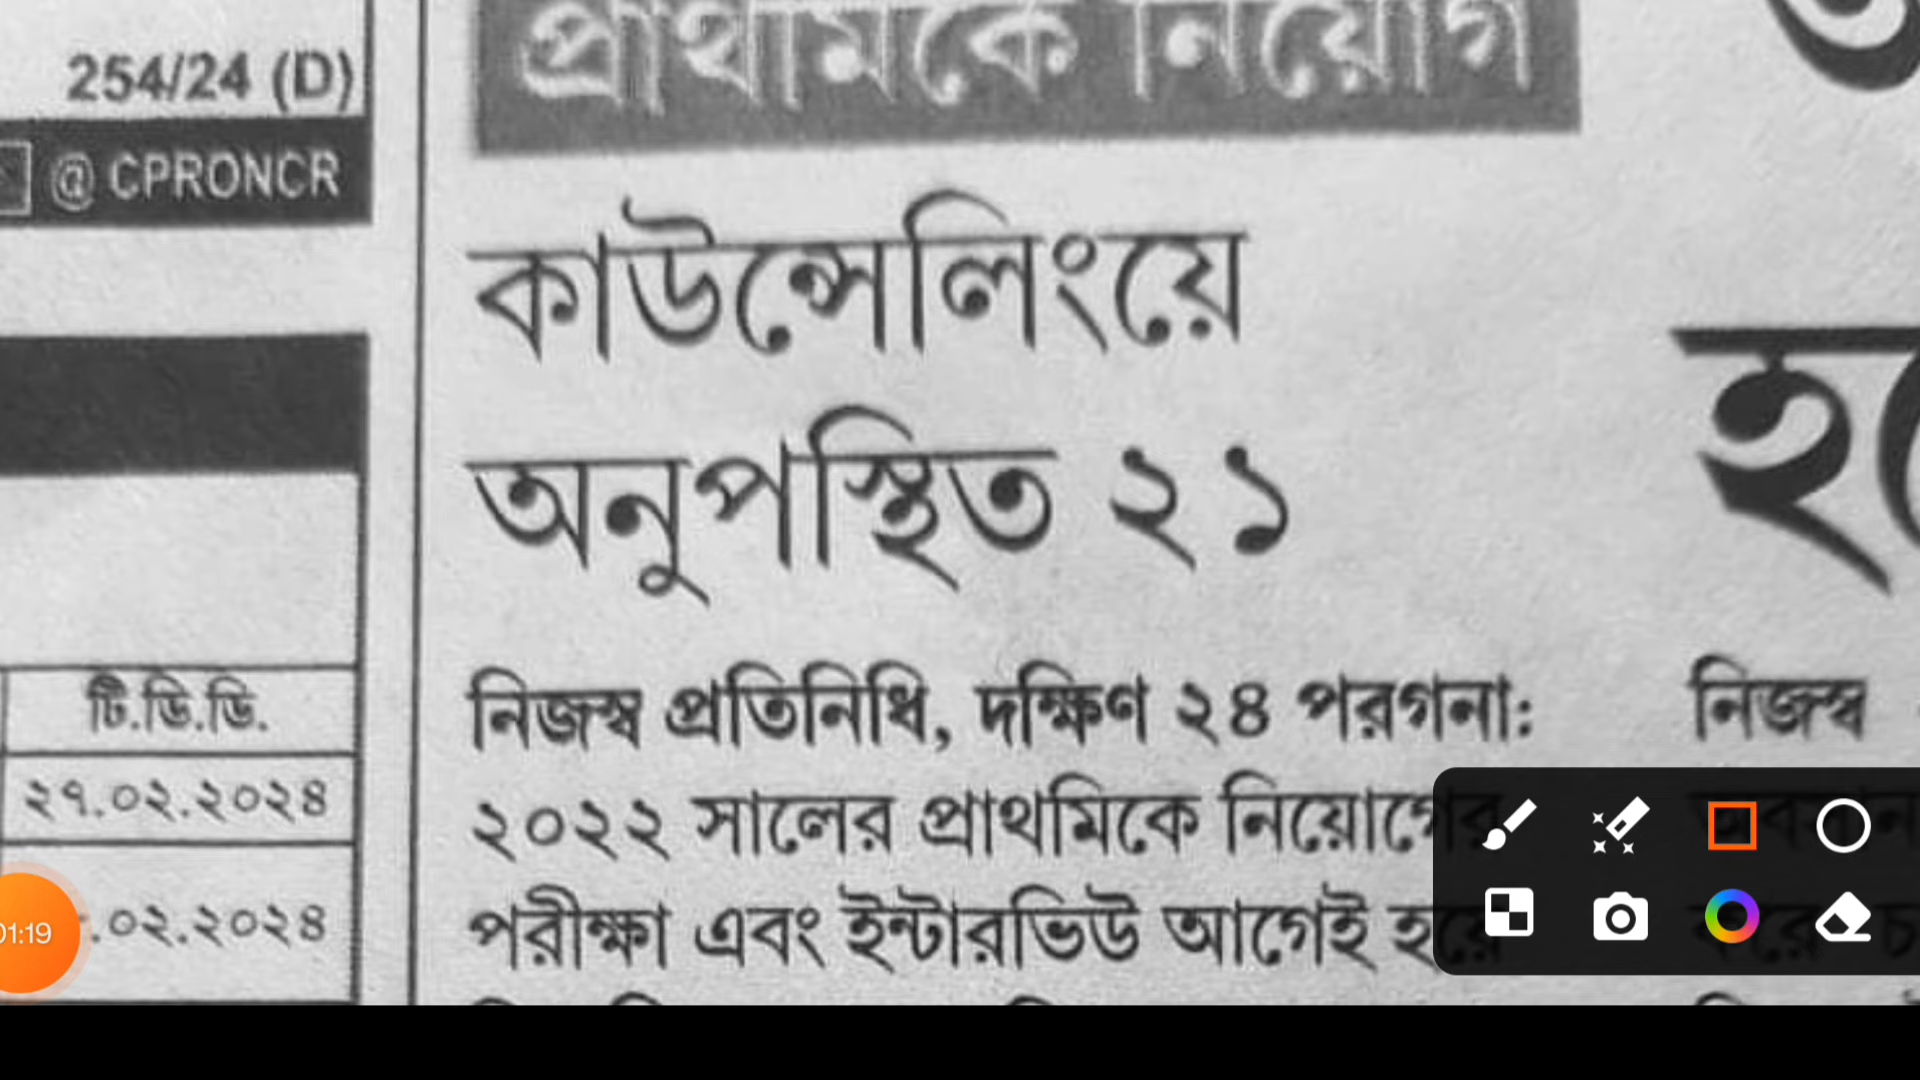 254/24 (D)
@ CPRONCR
টি.ডি.ডি.
২৭.০২.২০২৪
.০২.২০২৪
প্রাথমিকে নিয়োগ
কাউন্সেলিংয়ে
অনুপস্থিত ২১
নিজস্ব প্রতিনিধি, দক্ষিণ ২৪ পরগনা:
২০২২ সালের প্রাথমিকে নিয়োগের
পরীক্ষা এবং ইন্টারভিউ আগেই হয়ে
নিজস্ব
01:19